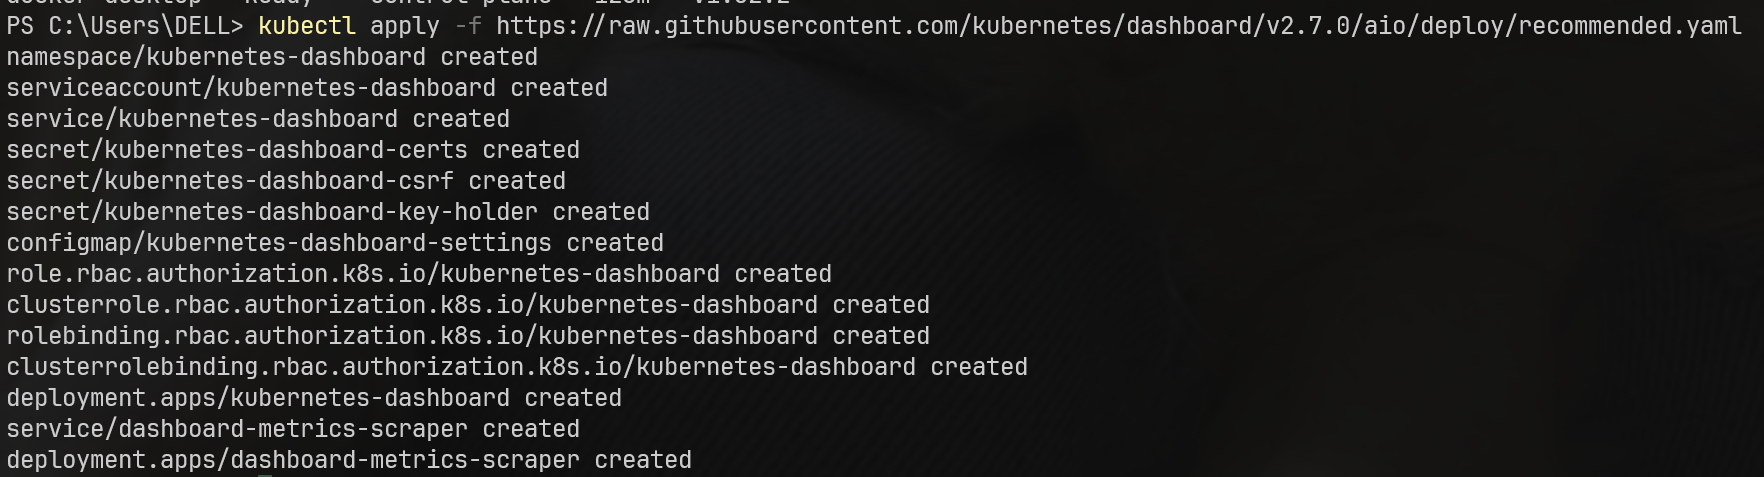 PS C:\Users\DELL> kubectl apply -f https://raw.githubusercontent.com/kubernetes/dashboard/v2.7.0/aio/deploy/recommended.yaml
namespace/kubernetes-dashboard created
serviceaccount/kubernetes-dashboard created
service/kubernetes-dashboard created
secret/kubernetes-dashboard-certs created
secret/kubernetes-dashboard-csrf created
secret/kubernetes-dashboard-key-holder created
configmap/kubernetes-dashboard-settings created
role.rbac.authorization.k8s.io/kubernetes-dashboard created
clusterrole.rbac.authorization.k8s.io/kubernetes-dashboard created
rolebinding.rbac.authorization.k8s.io/kubernetes-dashboard created
clusterrolebinding.rbac.authorization.k8s.io/kubernetes-dashboard created
deployment.apps/kubernetes-dashboard created
service/dashboard-metrics-scraper created
deployment.apps/dashboard-metrics-scraper created